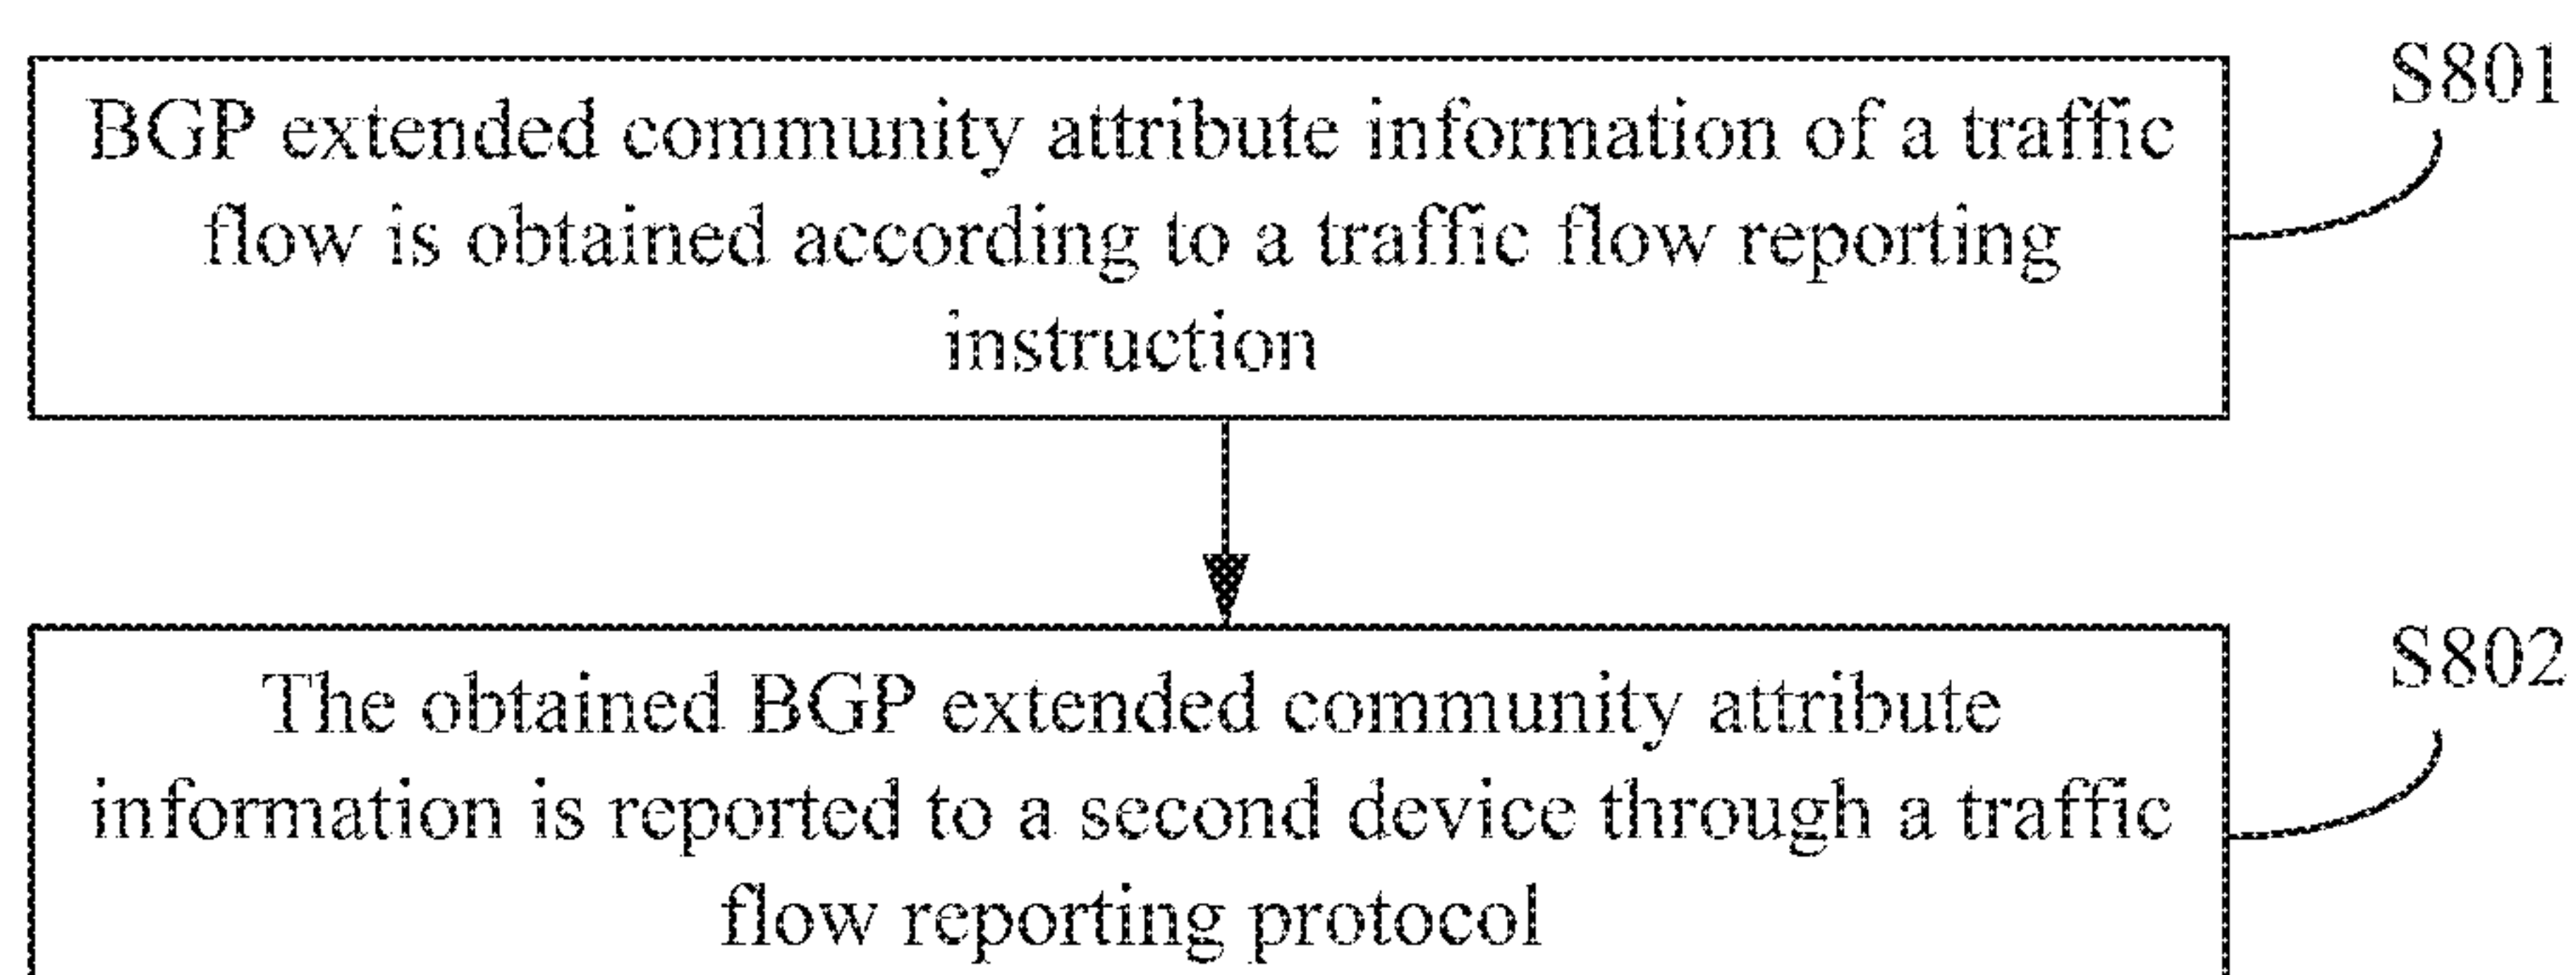 S801
BGP extended community attribute information of a traffic
flow is obtained according to a traffic flow reporting
instruction
S802
The obtained BGP extended community attribute
information is reported to a second device through a traffic
flow reporting protocol